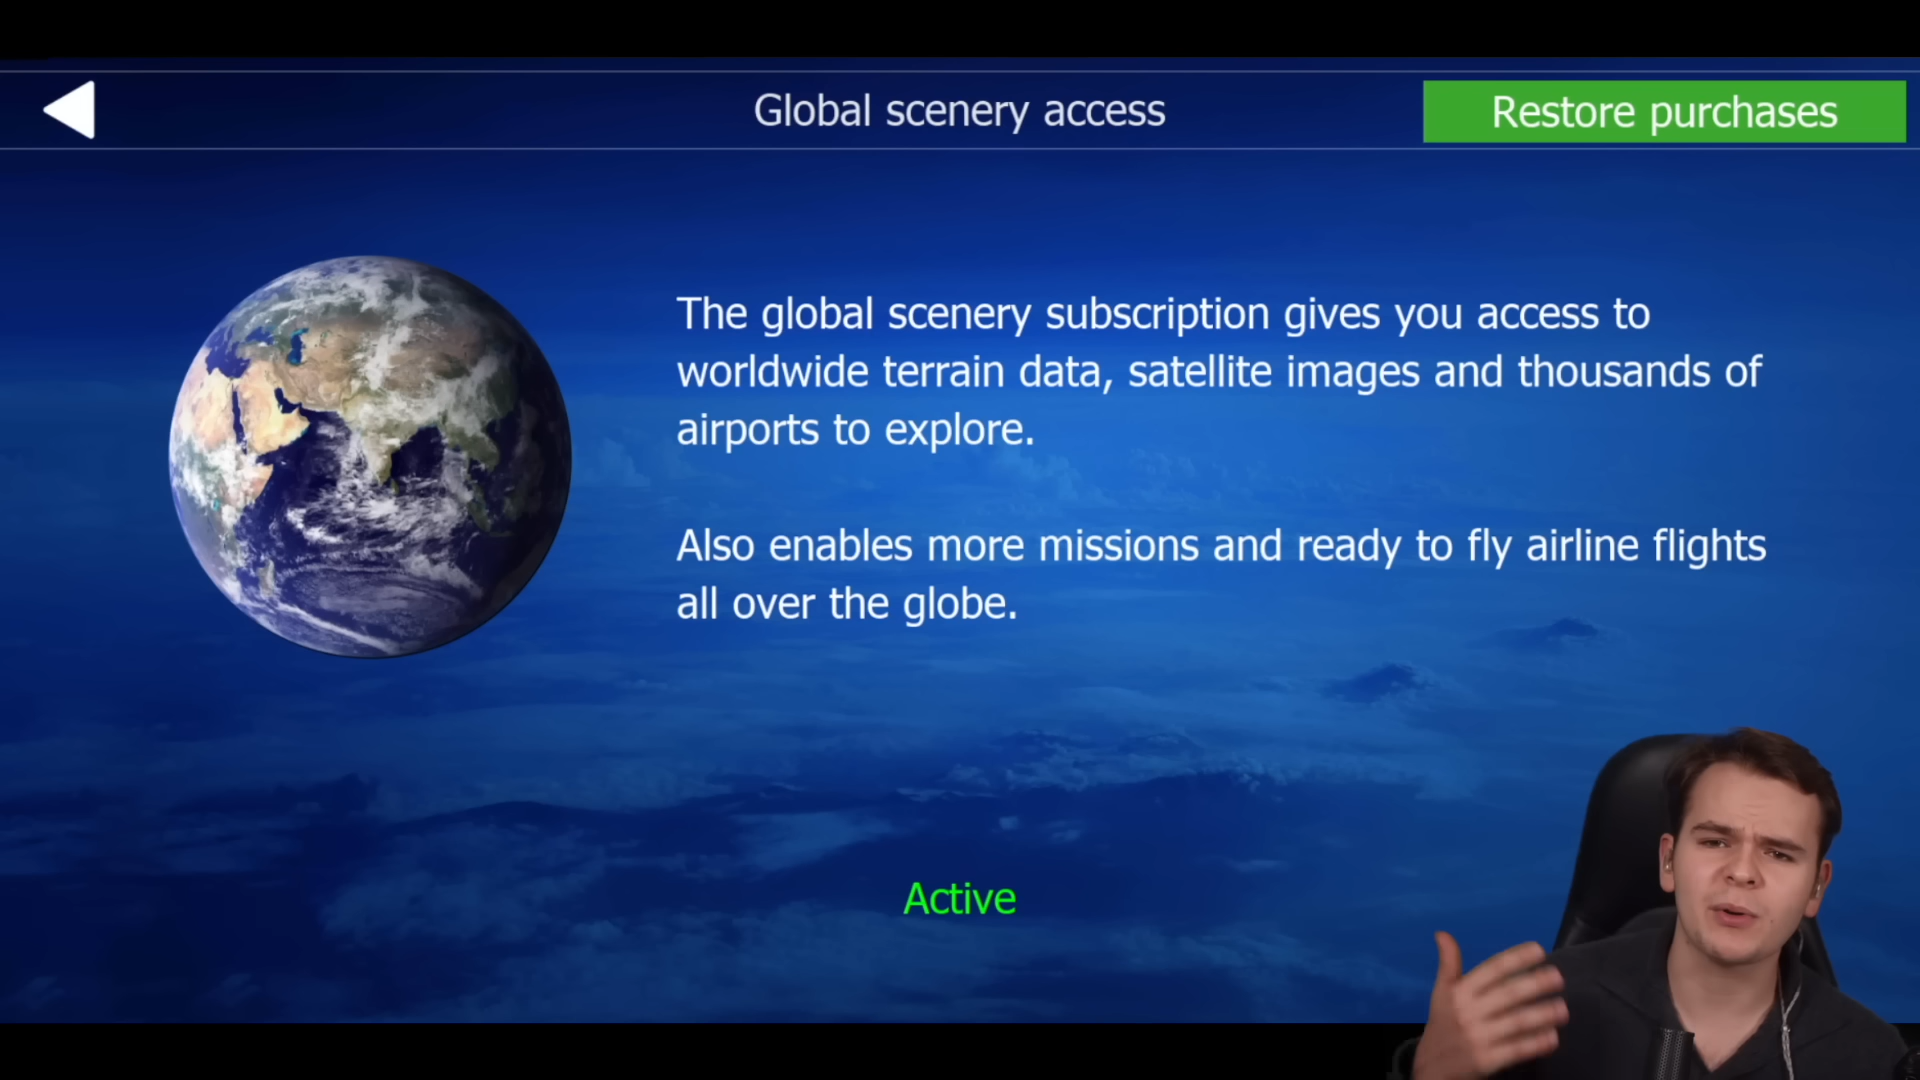 Global scenery access
Restore purchases
The global scenery subscription gives you access to
worldwide terrain data, satellite images and thousands of
airports to explore.
Also enables more missions and ready to fly airline flights
all over the globe.
Active